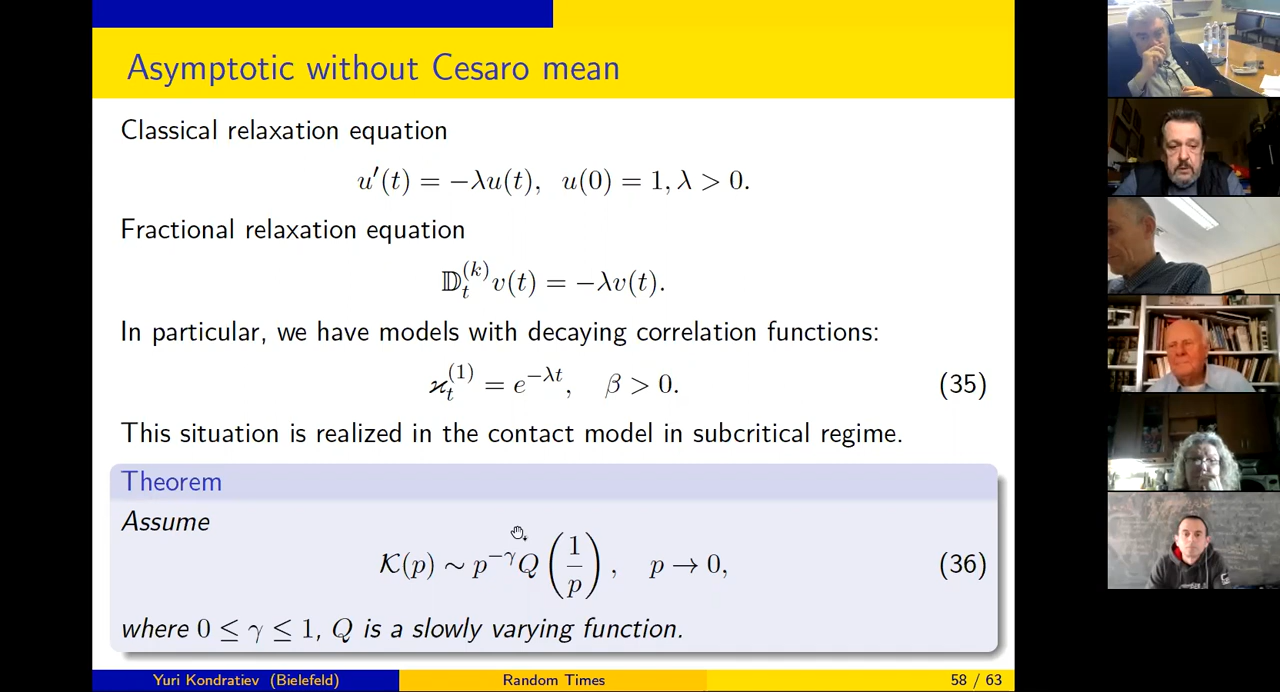 Asymptotic without Cesaro mean
Classical relaxation equation
u′(t) = −λu(t), u(0) = 1, λ > 0.
Fractional relaxation equation
𝔻_t^{(k)} v(t) = −λv(t).
In particular, we have models with decaying correlation functions:
ϰ_t^{(1)} = e^{−λt}, β > 0. (35)
This situation is realized in the contact model in subcritical regime.
Theorem
Assume
𝒦(p) ∼ p^{−γ} Q(1/p), p → 0, (36)
where 0 ≤ γ ≤ 1, Q is a slowly varying function.
Yuri Kondratiev (Bielefeld) Random Times 58 / 63